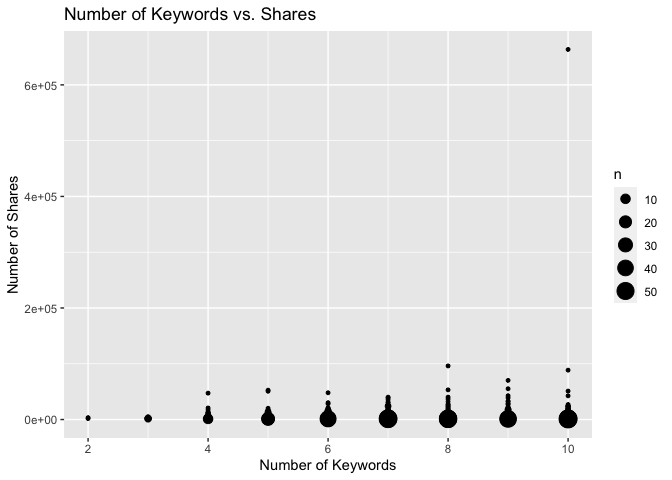 Number of Keywords vs. Shares
6e+05
4e+05
2e+05
0e+00
Number of Shares
2
4
6
8
10
Number of Keywords
n
10
20
30
40
50